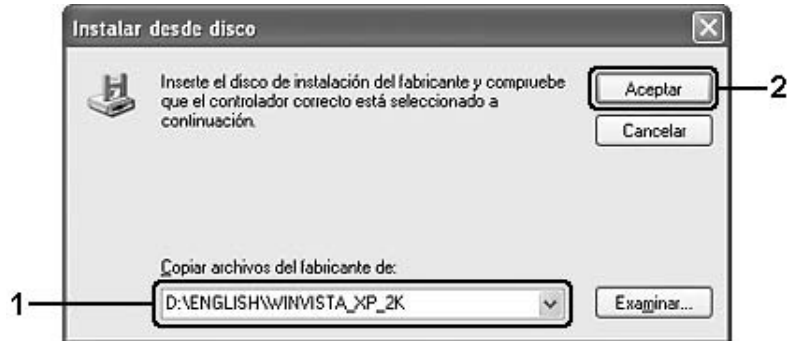 Instalar desde disco
Inserte el disco de instalación del fabricante y compruebe
que el controlador correcto está seleccionado a
continuación.
Aceptar
2
Cancelar
Copiar archivos del fabricante de:
1
D:\ENGLISH\WINVISTA_XP_2K
Examinar...